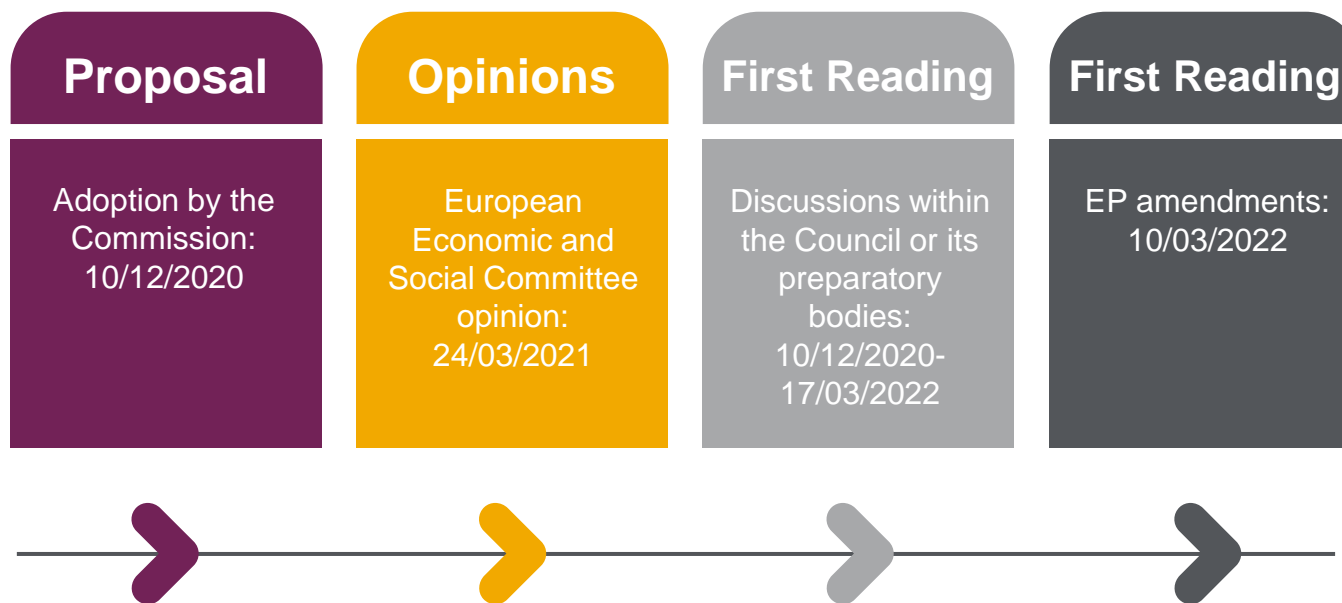 Proposal
Adoption by the
Commission:
10/12/2020
Opinions
European
Economic and
Social Committee
opinion:
24/03/2021
First Reading
Discussions within
the Council or its
preparatory
bodies:
10/12/2020-
17/03/2022
First Reading
EP amendments:
10/03/2022